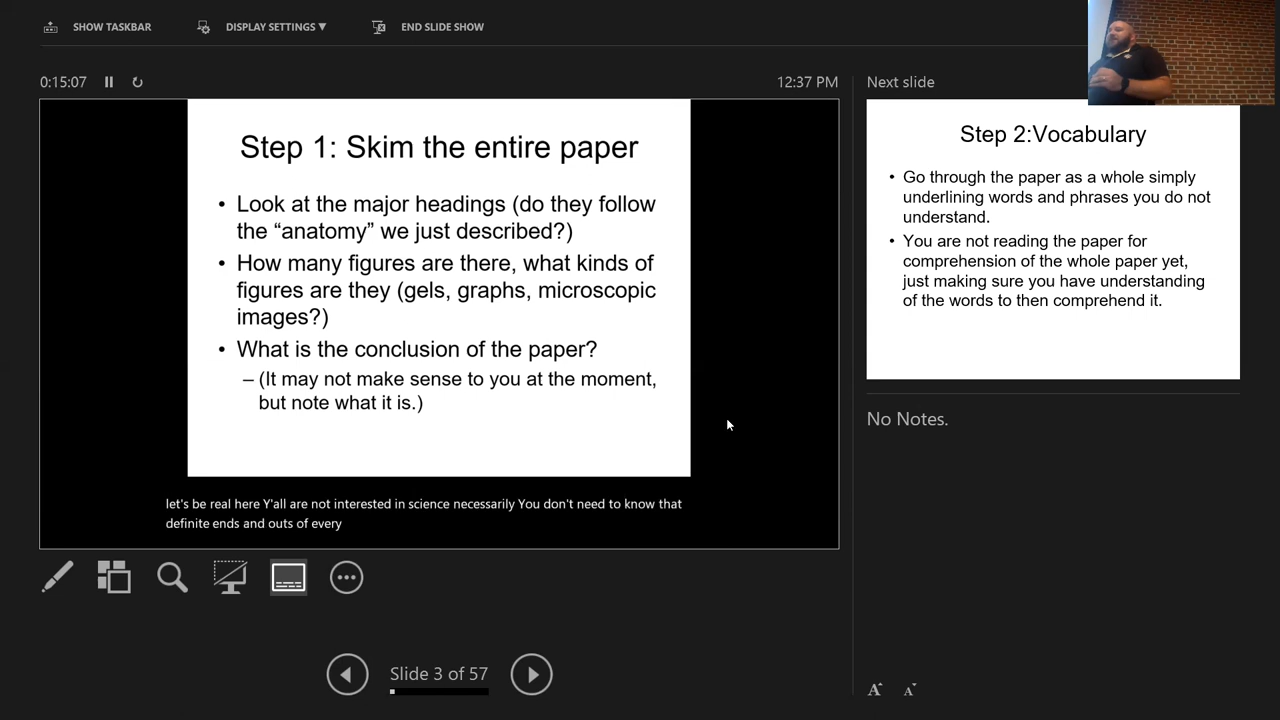 SHOW TASKBAR
DISPLAY SETTINGS ▼
END SLIDE SHOW
0:15:07
12:37 PM
Step 1: Skim the entire paper
• Look at the major headings (do they follow
the “anatomy” we just described?)
• How many figures are there, what kinds of
figures are they (gels, graphs, microscopic
images?)
• What is the conclusion of the paper?
– (It may not make sense to you at the moment,
but note what it is.)
let's be real here Y'all are not interested in science necessarily You don't need to know that
definite ends and outs of every
Slide 3 of 57
Next slide
Step 2:Vocabulary
• Go through the paper as a whole simply
underlining words and phrases you do not
understand.
• You are not reading the paper for
comprehension of the whole paper yet,
just making sure you have understanding
of the words to then comprehend it.
No Notes.
A A